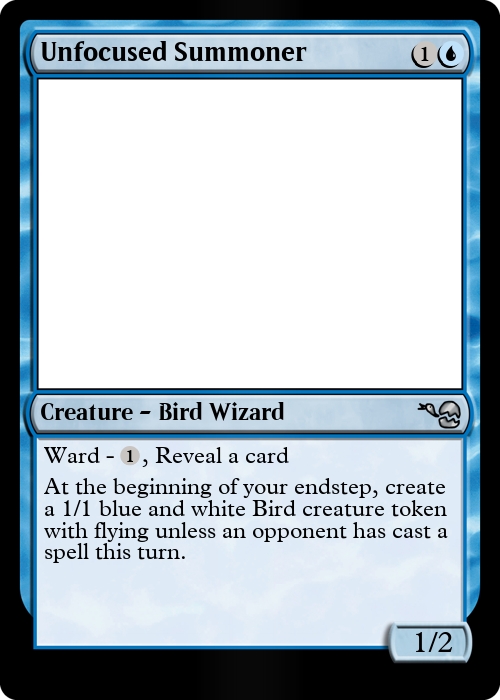 Unfocused Summoner 1
Creature – Bird Wizard
Ward - 1, Reveal a card
At the beginning of your endstep, create
a 1/1 blue and white Bird creature token
with flying unless an opponent has cast a
spell this turn.
1/2